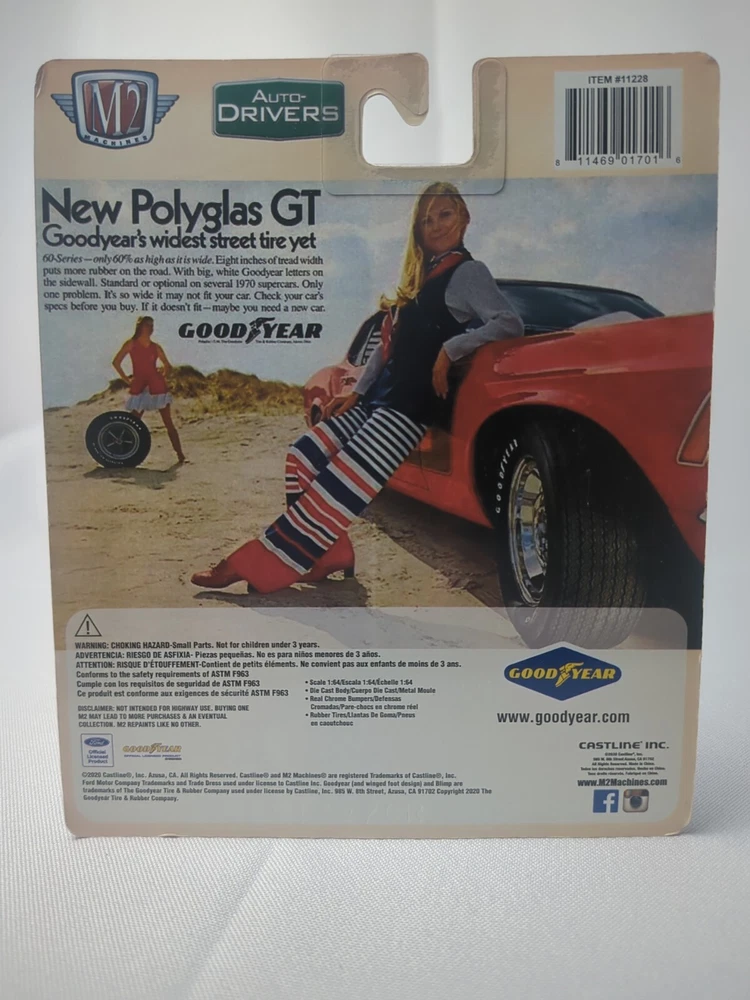 M2
MACHINES
AUTO-
DRIVERS
ITEM #11228
8 11469 01701 6
New Polyglas GT
Goodyear's widest street tire yet
60-Series—only 60% as high as it is wide. Eight inches of tread width
puts more rubber on the road. With big, white Goodyear letters on
the sidewall. Standard or optional on several 1970 supercars. Only
one problem. It's so wide it may not fit your car. Check your car's
specs before you buy. If it doesn't fit—maybe you need a new car.
GOODYEAR
GOODYEAR
WARNING: CHOKING HAZARD-Small Parts. Not for children under 3 years.
ADVERTENCIA: RIESGO DE ASFIXIA- Piezas pequeñas. No es para niños menores de 3 años.
ATTENTION: RISQUE D'ÉTOUFFEMENT-Contient de petits éléments. Ne convient pas aux enfants de moins de 3 ans.
Conforms to the safety requirements of ASTM F963
Cumple con los requisitos de seguridad de ASTM F963
Ce produit est conforme aux exigences de sécurité ASTM F963
DISCLAIMER: NOT INTENDED FOR HIGHWAY USE. BUYING ONE
M2 MAY LEAD TO MORE PURCHASES & AN EVENTUAL
COLLECTION. M2 REPAINTS LIKE NO OTHER.
• Scale 1:64/Escala 1:64/Échelle 1:64
• Die Cast Body/Cuerpo Die Cast/Metal Moule
• Real Chrome Bumpers/Defensas
Cromadas/Pare-chocs en chrome réel
• Rubber Tires/Llantas De Goma/Pneus
en caoutchouc
GOODYEAR
www.goodyear.com
Ford
Official
Licensed
Product
GOODYEAR
CASTLINE® INC.
©2020 Castline®, Inc.
www.M2Machines.com
©2020 Castline®, Inc. Azusa, CA. All Rights Reserved. Castline® and M2 Machines® are registered Trademarks of Castline®, Inc.
Ford Motor Company Trademarks and Trade Dress used under license to Castline Inc. Goodyear (and winged foot design) and Blimp are
trademarks of The Goodyear Tire & Rubber Company used under license by Castline, Inc. 985 W. 8th Street, Azusa, CA 91702 Copyright 2020 The
Goodyear Tire & Rubber Company.